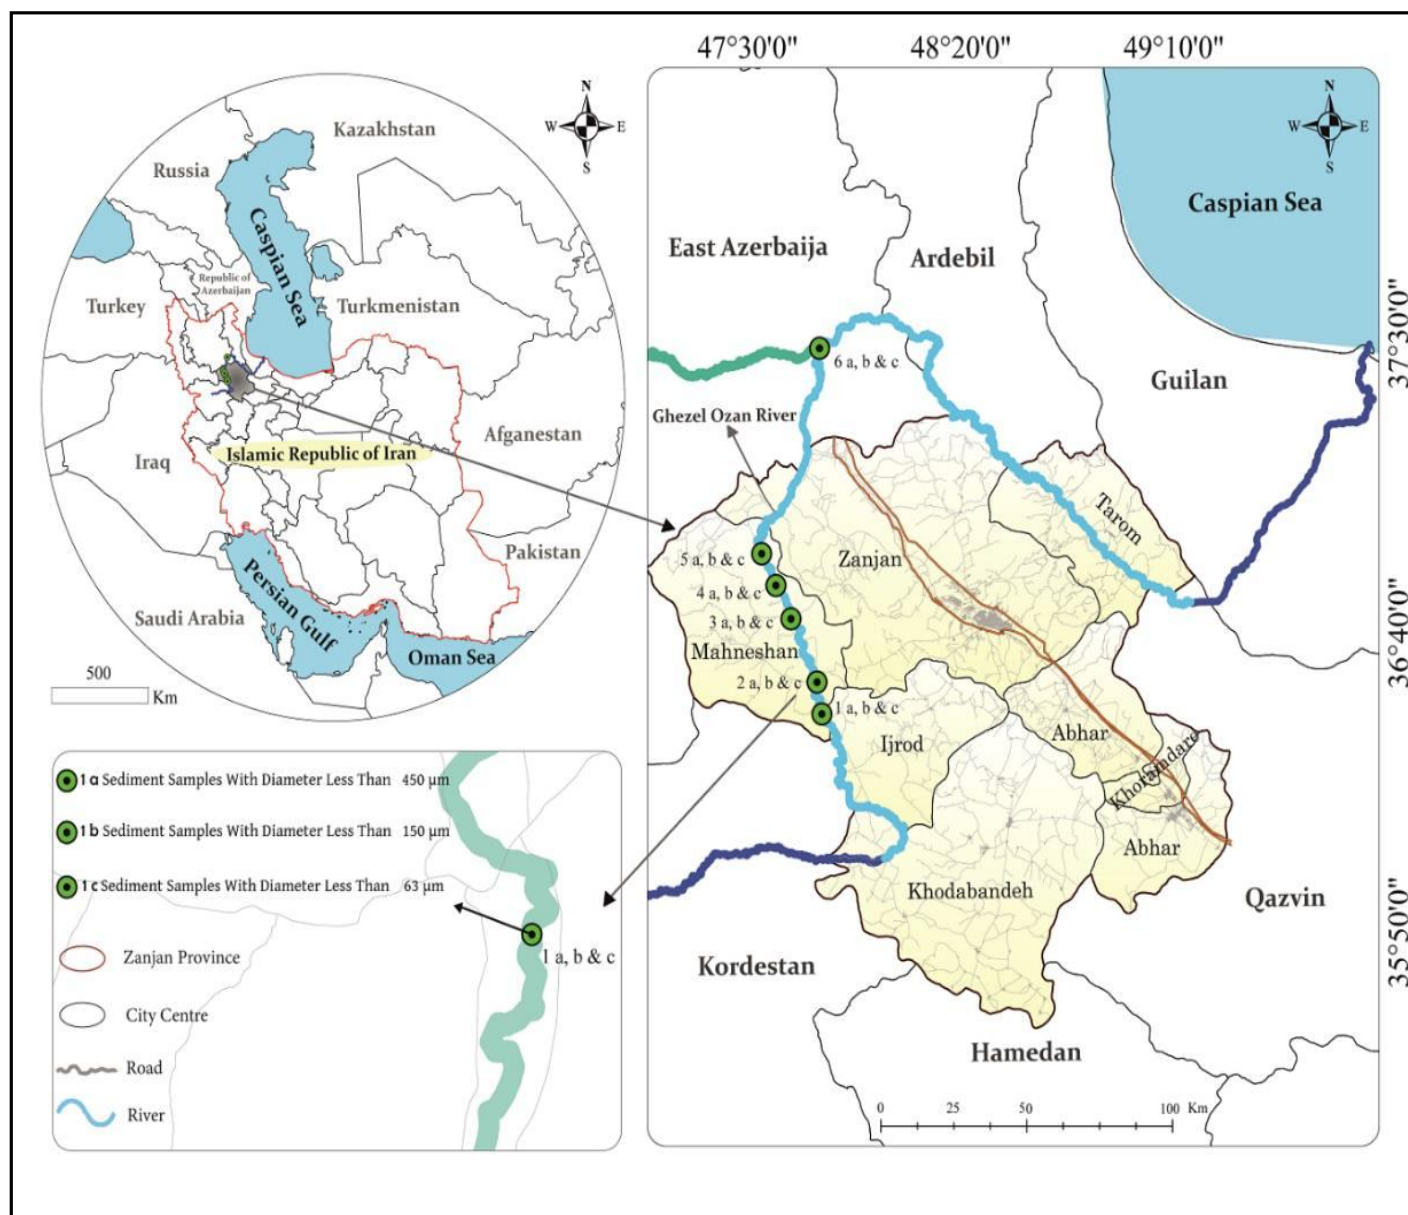 N
W E
S
Kazakhstan
Russia
Caspian Sea
Republic of
Azerbaijan
Turkey
Turkmenistan
Iraq
Islamic Republic of Iran
Afganestan
Pakistan
Persian Gulf
Saudi Arabia
Oman Sea
500
Km
1 a Sediment Samples With Diameter Less Than 450 μm
1 b Sediment Samples With Diameter Less Than 150 μm
1 c Sediment Samples With Diameter Less Than 63 μm
1 a, b & c
Zanjan Province
City Centre
Road
River
47°30'0" 48°20'0" 49°10'0"
N
W E
S
Caspian Sea
East Azerbaija
Ardebil
37°30'0"
6 a, b & c
Guilan
Ghezel Ozan River
Tarom
5 a, b & c
Zanjan
4 a, b & c
3 a, b & c
36°40'0"
Mahneshan
2 a, b & c
1 a, b & c
Ijrod
Abhar
Khoramdare
Abhar
Khodabandeh
Qazvin
35°50'0"
Kordestan
Hamedan
0 25 50 100 Km